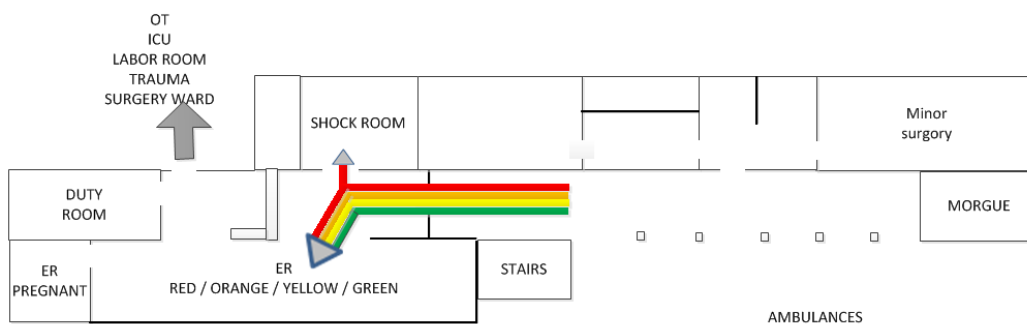 OT
ICU
LABOR ROOM
TRAUMA
SURGERY WARD
SHOCK ROOM
Minor
surgery
DUTY
ROOM
MORGUE
ER
PREGNANT
ER
RED / ORANGE / YELLOW / GREEN
STAIRS
AMBULANCES